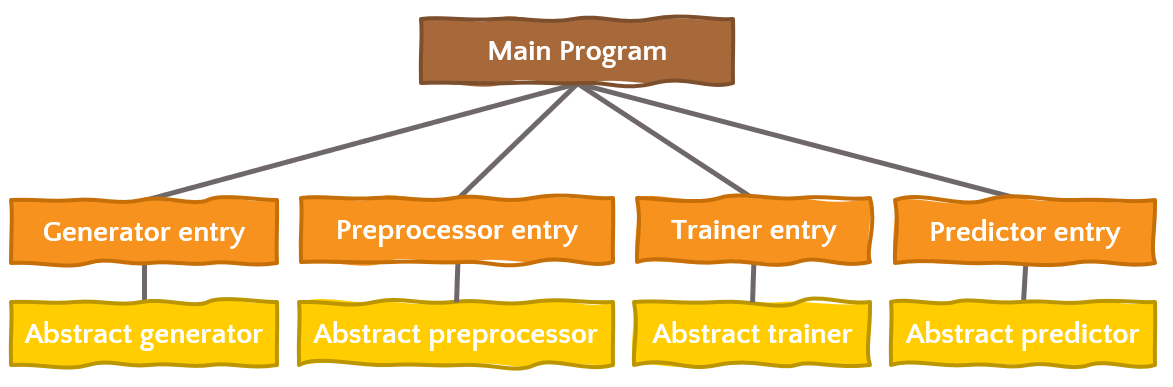 Main Program
Generator entry
Preprocessor entry
Trainer entry
Predictor entry
Abstract generator
Abstract preprocessor
Abstract trainer
Abstract predictor